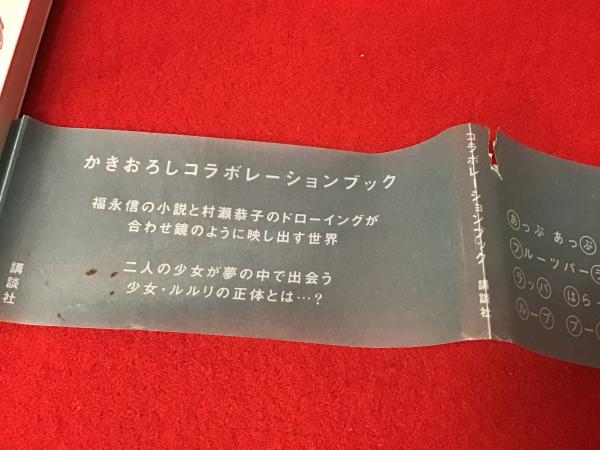 かきおろしコラボレーションブック
福永信の小説と村瀬恭子のドローイングが
合わせ鏡のように映し出す世界
二人の少女が夢の中で出会う
少女・ルルリの正体とは…?
講談社
コラボレーションブック 講談社
あっぷ あっぷ
フルーツパーラ
ラッパ はら
ループ プー